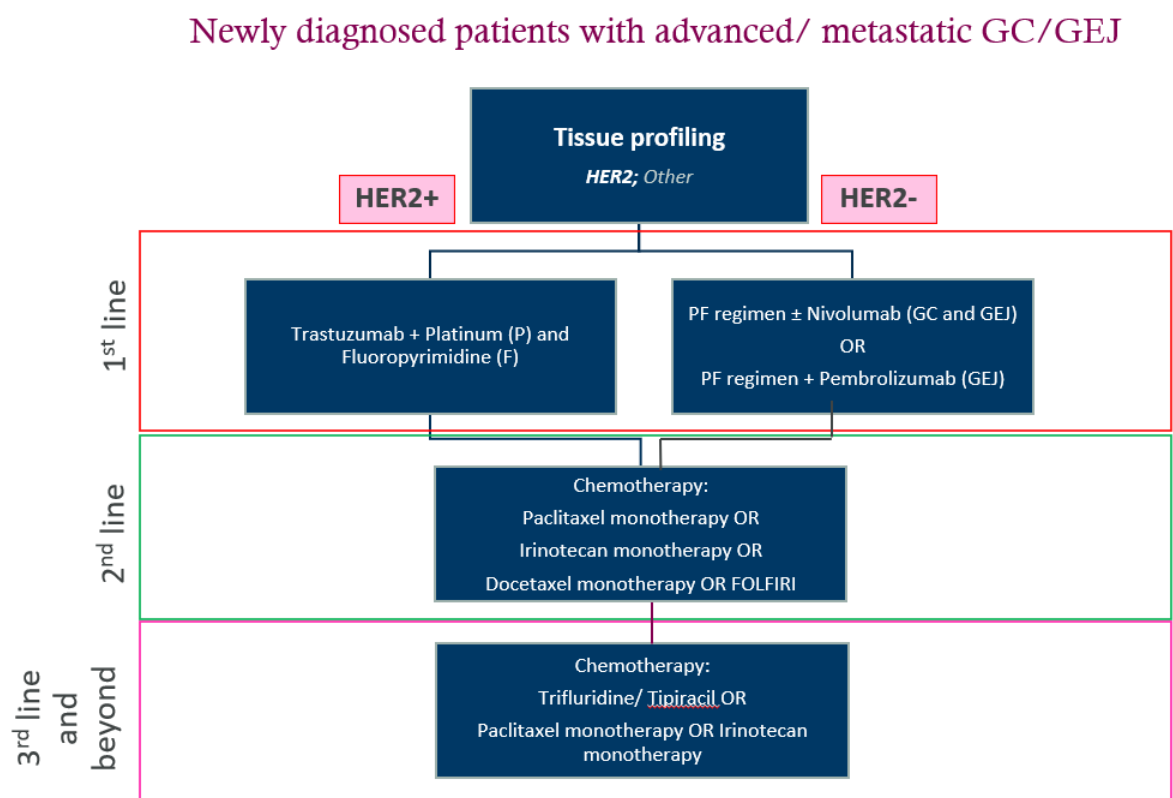 Newly diagnosed patients with advanced/ metastatic GC/GEJ
Tissue profiling
HER2; Other
HER2+
HER2-
1st line
Trastuzumab + Platinum (P) and
Fluoropyrimidine (F)
PF regimen ± Nivolumab (GC and GEJ)
OR
PF regimen + Pembrolizumab (GEJ)
2nd line
Chemotherapy:
Paclitaxel monotherapy OR
Irinotecan monotherapy OR
Docetaxel monotherapy OR FOLFIRI
3rd line
and
beyond
Chemotherapy:
Trifluridine/ Tipiracil OR
Paclitaxel monotherapy OR Irinotecan
monotherapy